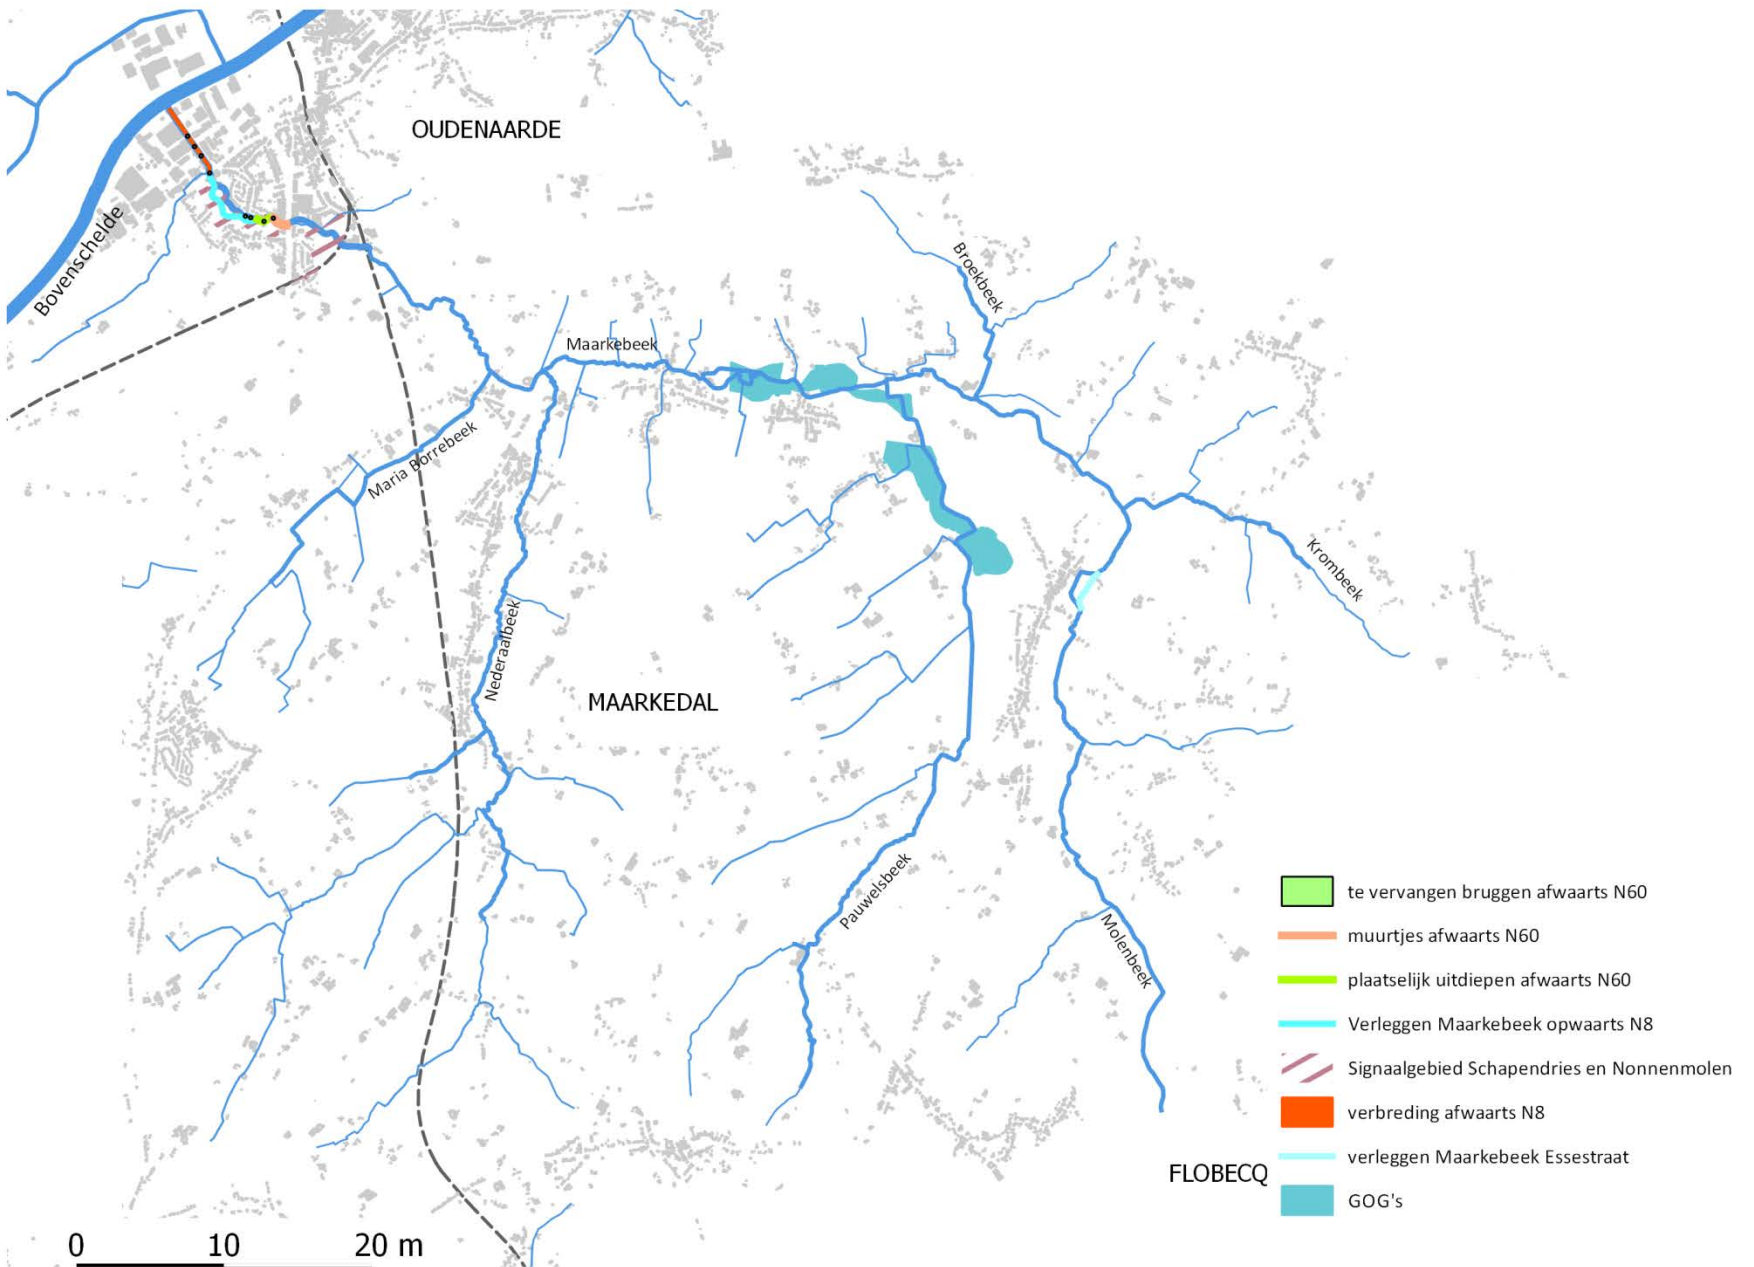 OUDENAARDE
Bovenschelde
Broekbeek
Maarkebeek
Maria Borrebeek
Krombeek
Nederaalbeek
MAARKEDAL
Pauwelsbeek
Molenbeek
FLOBECQ
te vervangen bruggen afwaarts N60
muurtjes afwaarts N60
plaatselijk uitdiepen afwaarts N60
Verleggen Maarkebeek opwaarts N8
Signaalgebied Schapendries en Nonnenmolen
verbreding afwaarts N8
verleggen Maarkebeek Essestraat
GOG's
0 10 20 m